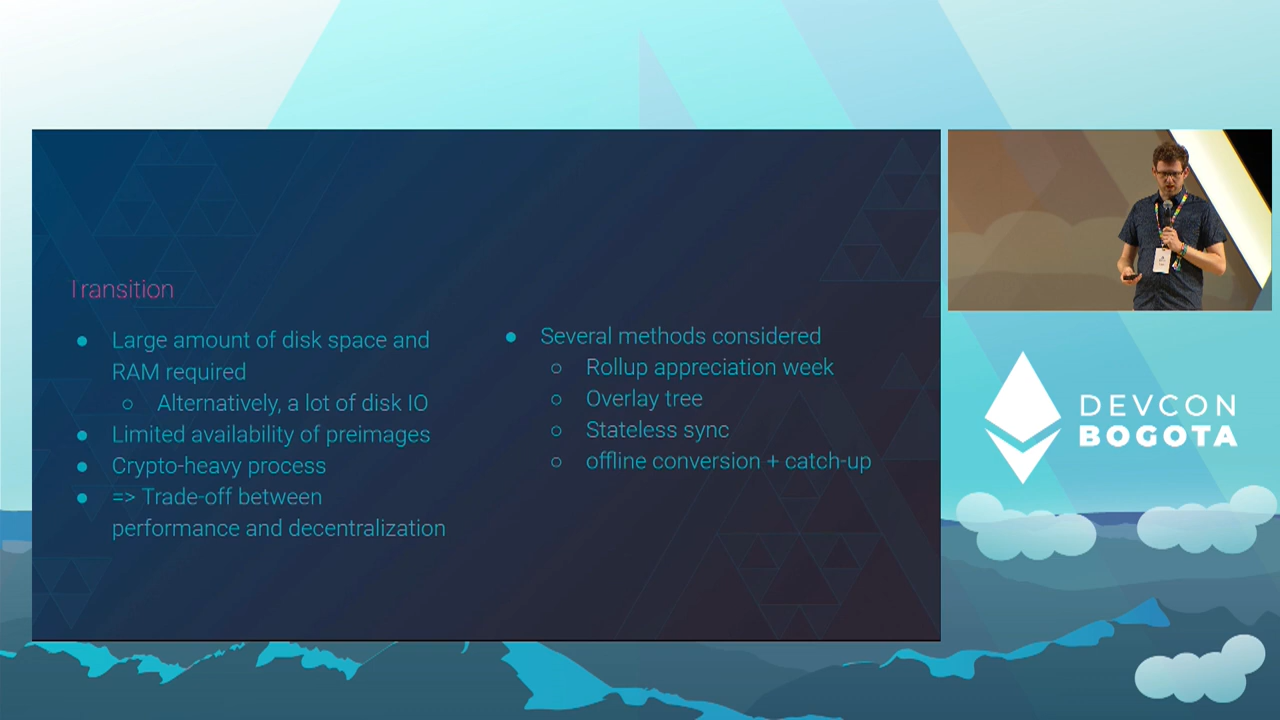 Transition
● Large amount of disk space and
RAM required
○ Alternatively, a lot of disk IO
● Limited availability of preimages
● Crypto-heavy process
● => Trade-off between
performance and decentralization
● Several methods considered
○ Rollup appreciation week
○ Overlay tree
○ Stateless sync
○ offline conversion + catch-up
DEVCON
BOGOTA